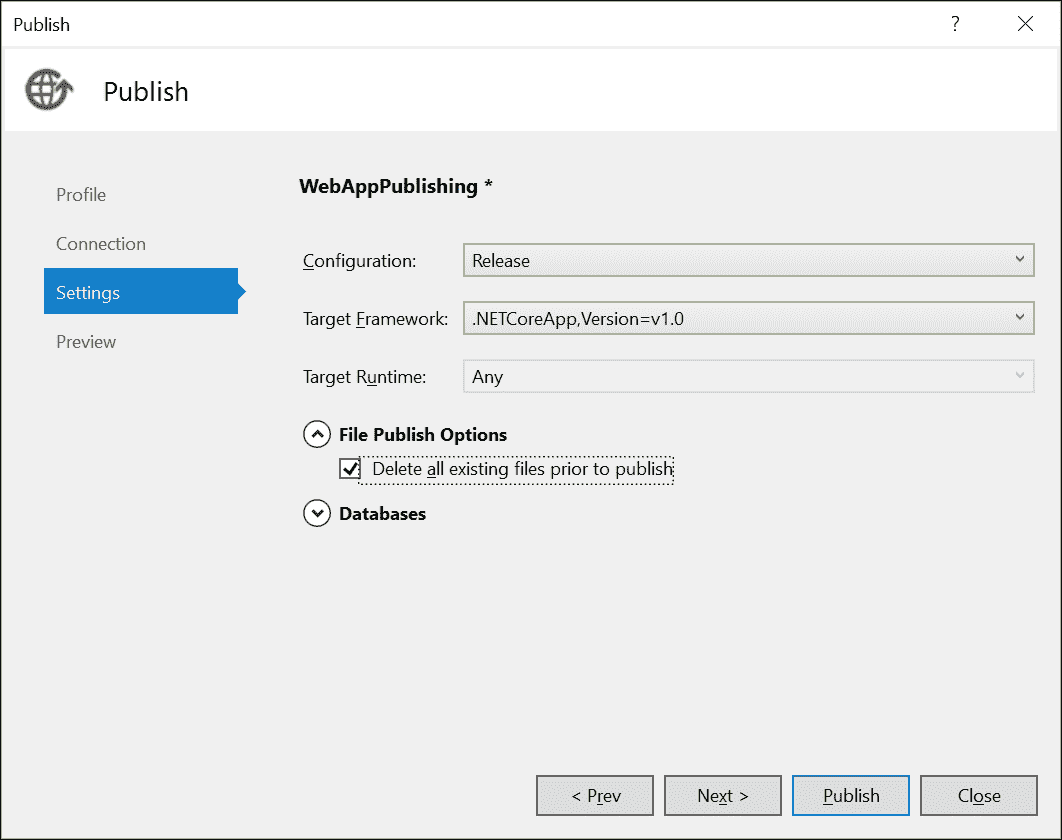 Publish
?
Publish
Profile
Connection
Settings
Preview
WebAppPublishing *
Configuration: Release
Target Framework: .NETCoreApp,Version=v1.0
Target Runtime: Any
File Publish Options
Delete all existing files prior to publish
Databases
< Prev Next > Publish Close